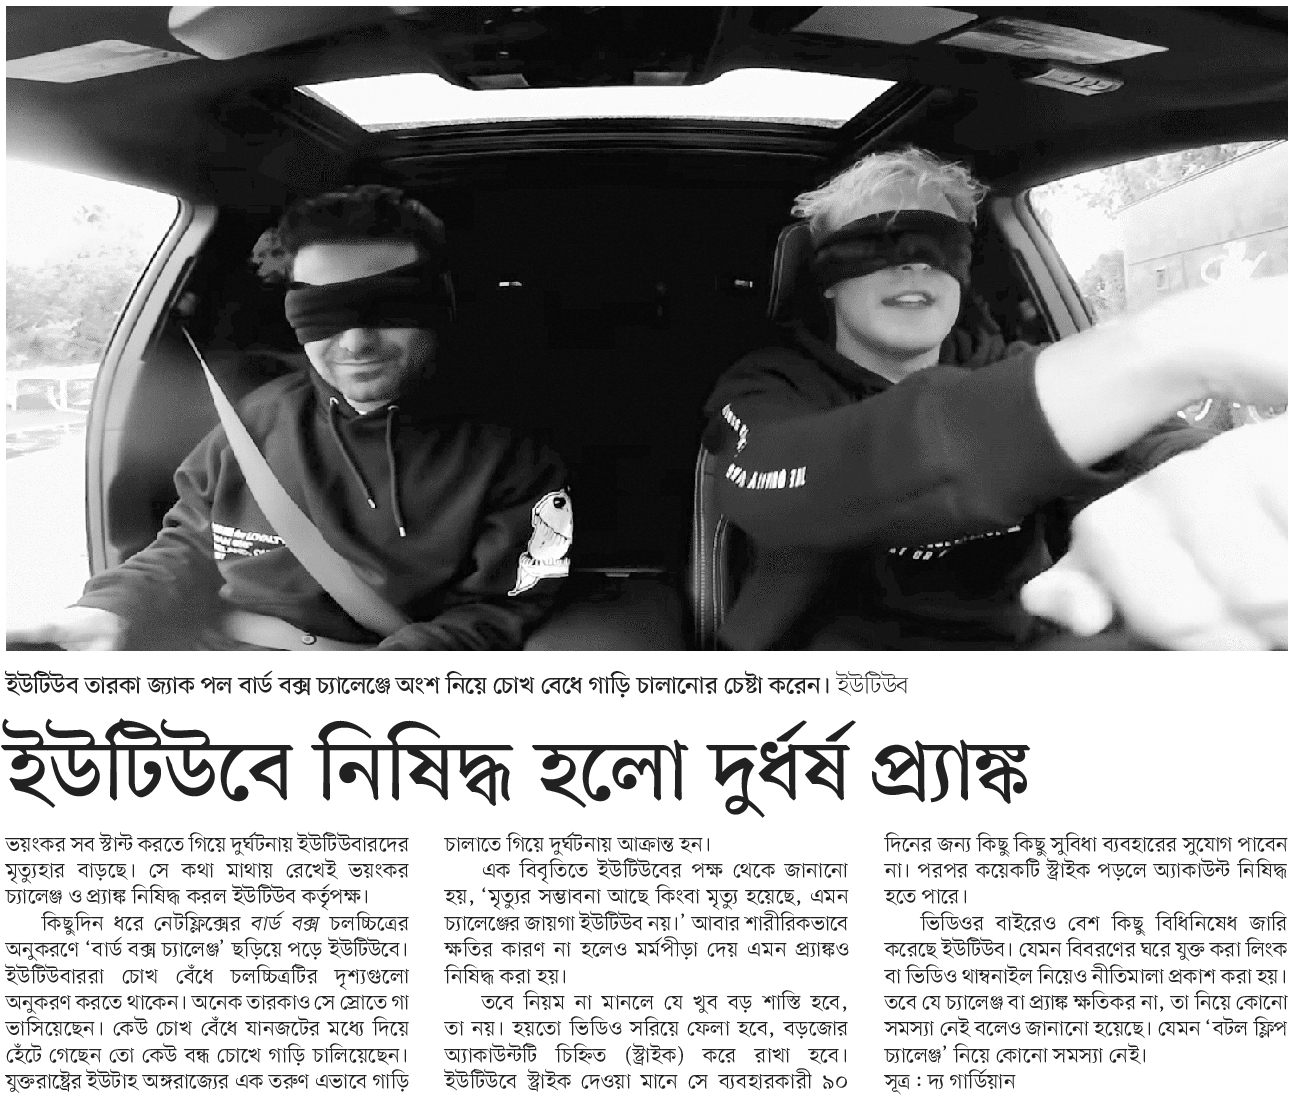 ইউটিউব তারকা জ্যাক পল বার্ড বক্স চ্যালেঞ্জে অংশ নিয়ে চোখ বেধে গাড়ি চালানোর চেষ্টা করেন। ইউটিউব
ইউটিউবে নিষিদ্ধ হলো দুর্ধর্ষ প্র্যাঙ্ক
ভয়ংকর সব স্টান্ট করতে গিয়ে দুর্ঘটনায় ইউটিউবারদের
মৃত্যুহার বাড়ছে। সে কথা মাথায় রেখেই ভয়ংকর
চ্যালেঞ্জ ও প্র্যাঙ্ক নিষিদ্ধ করল ইউটিউব কর্তৃপক্ষ।
কিছুদিন ধরে নেটফ্লিক্সের বার্ড বক্স চলচ্চিত্রের
অনুকরণে ‘বার্ড বক্স চ্যালেঞ্জ’ ছড়িয়ে পড়ে ইউটিউবে।
ইউটিউবাররা চোখ বেঁধে চলচ্চিত্রটির দৃশ্যগুলো
অনুকরণ করতে থাকেন। অনেক তারকাও সে স্রোতে গা
ভাসিয়েছেন। কেউ চোখ বেঁধে যানজটের মধ্যে দিয়ে
হেঁটে গেছেন তো কেউ বন্ধ চোখে গাড়ি চালিয়েছেন।
যুক্তরাষ্ট্রের ইউটাহ অঙ্গরাজ্যের এক তরুণ এভাবে গাড়ি
চালাতে গিয়ে দুর্ঘটনায় আক্রান্ত হন।
এক বিবৃতিতে ইউটিউবের পক্ষ থেকে জানানো
হয়, ‘মৃত্যুর সম্ভাবনা আছে কিংবা মৃত্যু হয়েছে, এমন
চ্যালেঞ্জের জায়গা ইউটিউব নয়।’ আবার শারীরিকভাবে
ক্ষতির কারণ না হলেও মর্মপীড়া দেয় এমন প্র্যাঙ্কও
নিষিদ্ধ করা হয়।
তবে নিয়ম না মানলে যে খুব বড় শাস্তি হবে,
তা নয়। হয়তো ভিডিও সরিয়ে ফেলা হবে, বড়জোর
অ্যাকাউন্টটি চিহ্নিত (স্ট্রাইক) করে রাখা হবে।
ইউটিউবে স্ট্রাইক দেওয়া মানে সে ব্যবহারকারী ৯০
দিনের জন্য কিছু কিছু সুবিধা ব্যবহারের সুযোগ পাবেন
না। পরপর কয়েকটি স্ট্রাইক পড়লে অ্যাকাউন্ট নিষিদ্ধ
হতে পারে।
ভিডিওর বাইরেও বেশ কিছু বিধিনিষেধ জারি
করেছে ইউটিউব। যেমন বিবরণের ঘরে যুক্ত করা লিংক
বা ভিডিও থাম্বনাইল নিয়েও নীতিমালা প্রকাশ করা হয়।
তবে যে চ্যালেঞ্জ বা প্র্যাঙ্ক ক্ষতিকর না, তা নিয়ে কোনো
সমস্যা নেই বলেও জানানো হয়েছে। যেমন ‘বটল ফ্লিপ
চ্যালেঞ্জ’ নিয়ে কোনো সমস্যা নেই।
সূত্র : দ্য গার্ডিয়ান